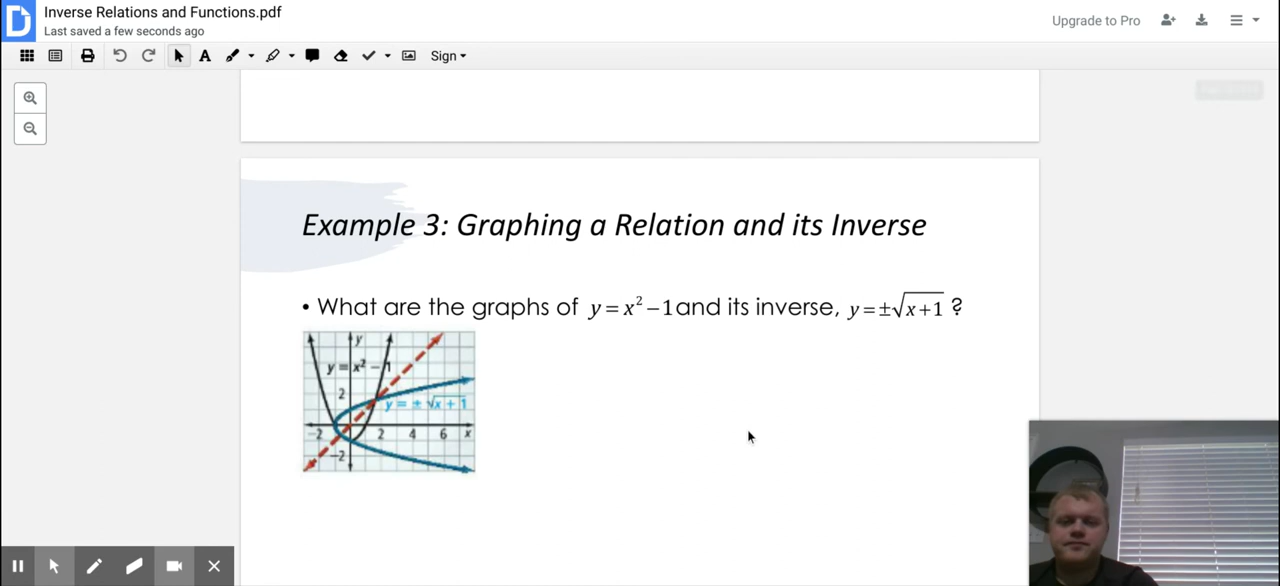 Inverse Relations and Functions.pdf
Last saved a few seconds ago
Upgrade to Pro
Sign
Example 3: Graphing a Relation and its Inverse
• What are the graphs of y = x² − 1 and its inverse, y = ±√x+1 ?
y
y = x² − 1
2
y = ± √x + 1
−2 2 4 6 x
−2